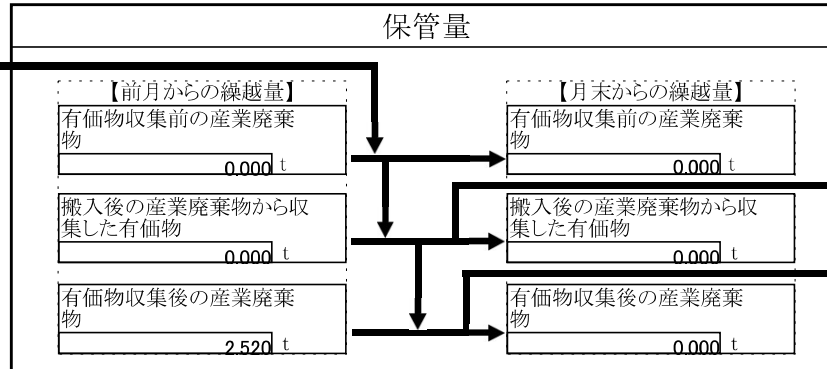 保管量
【前月からの繰越量】
有価物収集前の産業廃棄
物
0.000 t
搬入後の産業廃棄物から収
集した有価物
0.000 t
有価物収集後の産業廃棄
物
2.520 t
【月末からの繰越量】
有価物収集前の産業廃棄
物
0.000 t
搬入後の産業廃棄物から収
集した有価物
0.000 t
有価物収集後の産業廃棄
物
0.000 t